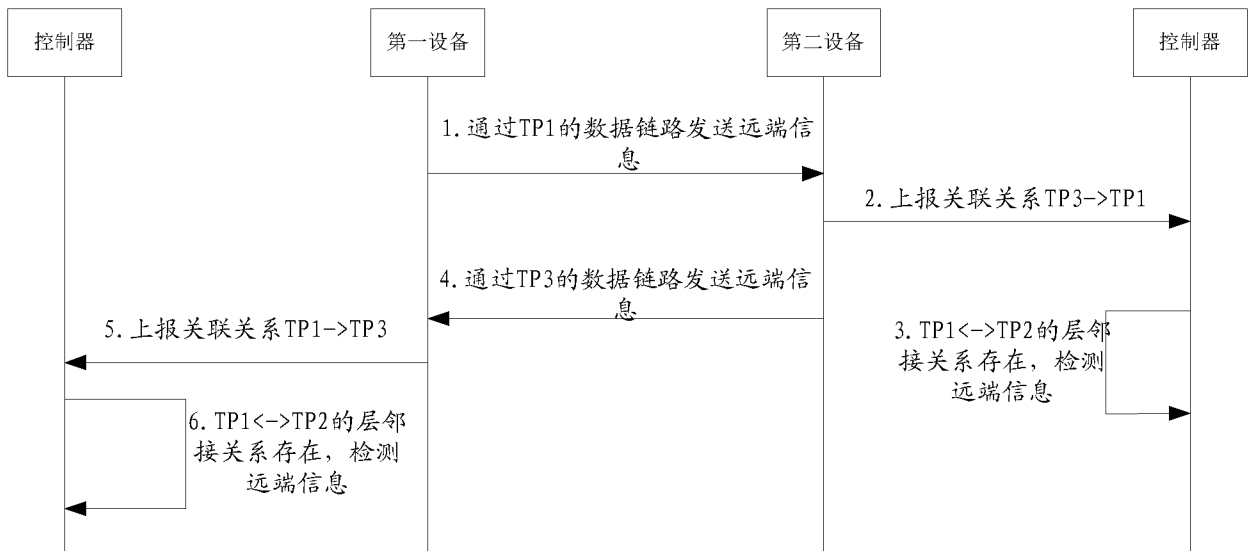 控制器
第一设备
第二设备
控制器
1.通过TP1的数据链路发送远端信
息
2.上报关联关系TP3->TP1
4.通过TP3的数据链路发送远端信
息
5.上报关联关系TP1->TP3
3.TP1<->TP2的层邻
接关系存在，检测
远端信息
6.TP1<->TP2的层邻
接关系存在，检测
远端信息